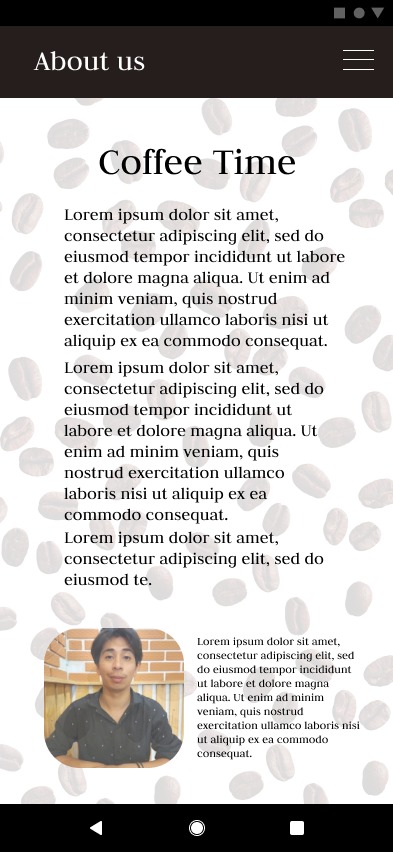 About us
Coffee Time
Lorem ipsum dolor sit amet,
consectetur adipiscing elit, sed do
eiusmod tempor incididunt ut labore
et dolore magna aliqua. Ut enim ad
minim veniam, quis nostrud
exercitation ullamco laboris nisi ut
aliquip ex ea commodo consequat.
Lorem ipsum dolor sit amet,
consectetur adipiscing elit, sed do
eiusmod tempor incididunt ut
labore et dolore magna aliqua. Ut
enim ad minim veniam, quis
nostrud exercitation ullamco
laboris nisi ut aliquip ex ea
commodo consequat.
Lorem ipsum dolor sit amet,
consectetur adipiscing elit, sed do
eiusmod te.
Lorem ipsum dolor sit amet,
consectetur adipiscing elit, sed
do eiusmod tempor incididunt
ut labore et dolore magna
aliqua. Ut enim ad minim
veniam, quis nostrud
exercitation ullamco laboris nisi
ut aliquip ex ea commodo
consequat.